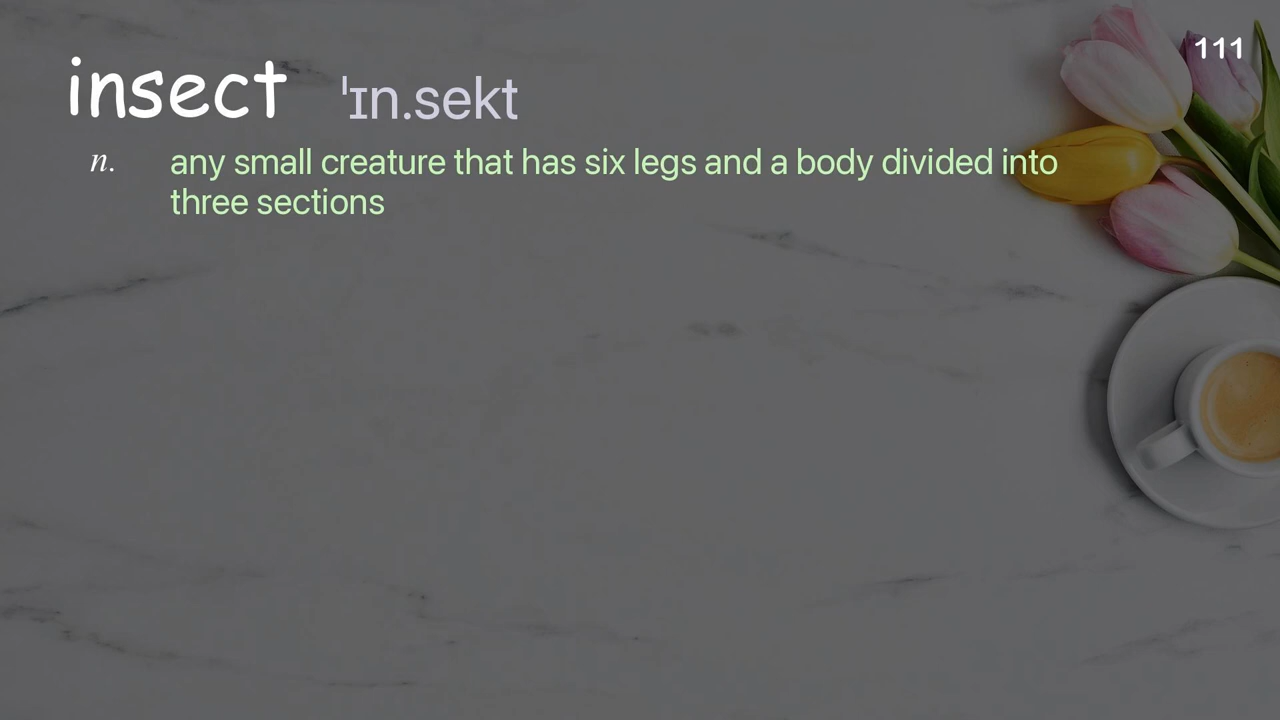 111
insect ˈɪn.sekt
n. any small creature that has six legs and a body divided into
three sections